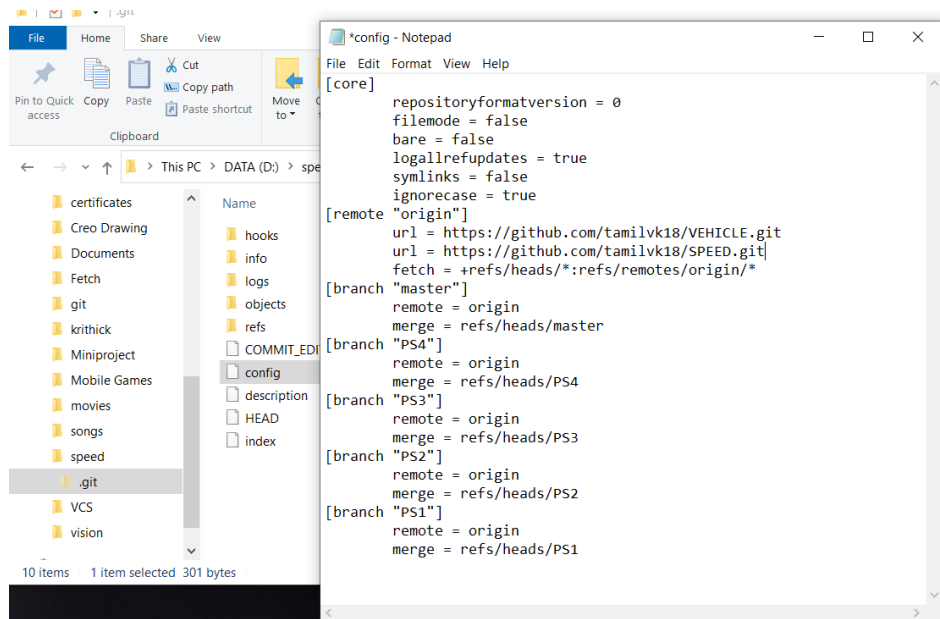 .git
File Home Share View
Pin to Quick access
Copy
Paste
Cut
Copy path
Paste shortcut
Move to
Clipboard
This PC > DATA (D:) > spe
certificates
Creo Drawing
Documents
Fetch
git
krithick
Miniproject
Mobile Games
movies
songs
speed
.git
VCS
vision
Name
hooks
info
logs
objects
refs
COMMIT_EDI
config
description
HEAD
index
10 items 1 item selected 301 bytes
*config - Notepad
File Edit Format View Help
[core]
repositoryformatversion = 0
filemode = false
bare = false
logallrefupdates = true
symlinks = false
ignorecase = true
[remote "origin"]
url = https://github.com/tamilvk18/VEHICLE.git
url = https://github.com/tamilvk18/SPEED.git
fetch = +refs/heads/*:refs/remotes/origin/*
[branch "master"]
remote = origin
merge = refs/heads/master
[branch "PS4"]
remote = origin
merge = refs/heads/PS4
[branch "PS3"]
remote = origin
merge = refs/heads/PS3
[branch "PS2"]
remote = origin
merge = refs/heads/PS2
[branch "PS1"]
remote = origin
merge = refs/heads/PS1